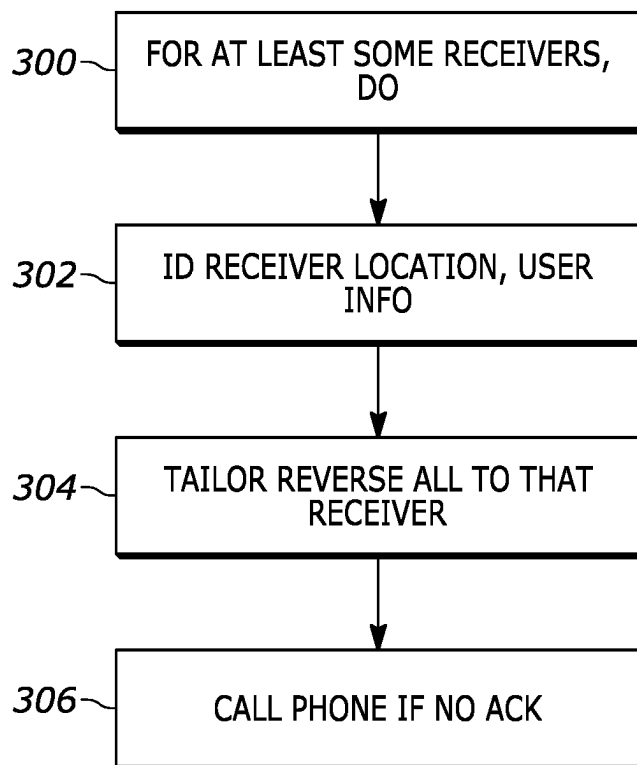 300
FOR AT LEAST SOME RECEIVERS,
DO
302
ID RECEIVER LOCATION, USER
INFO
304
TAILOR REVERSE ALL TO THAT
RECEIVER
306
CALL PHONE IF NO ACK